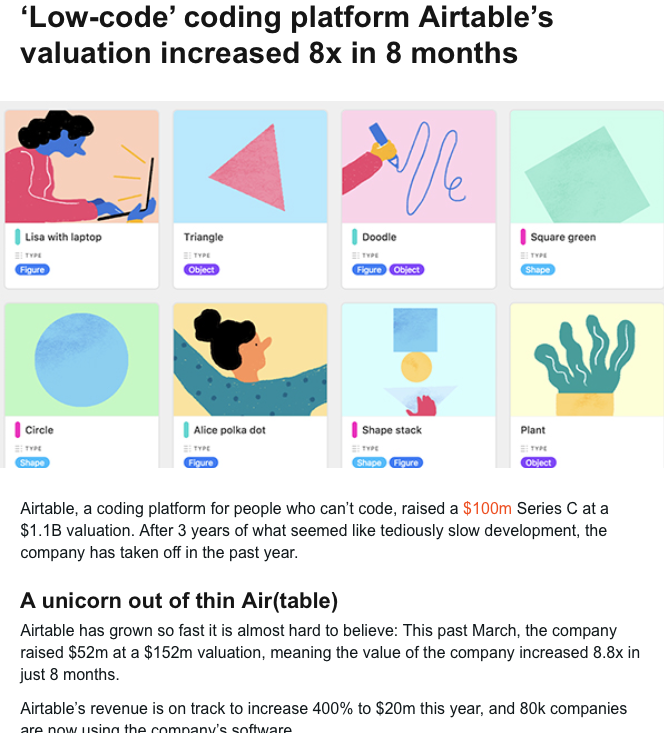 ‘Low-code’ coding platform Airtable’s
valuation increased 8x in 8 months
Lisa with laptop
TYPE
Figure
Triangle
TYPE
Object
Doodle
TYPE
Figure Object
Square green
TYPE
Shape
Circle
TYPE
Shape
Alice polka dot
TYPE
Figure
Shape stack
TYPE
Shape Figure
Plant
TYPE
Object
Airtable, a coding platform for people who can’t code, raised a $100m Series C at a
$1.1B valuation. After 3 years of what seemed like tediously slow development, the
company has taken off in the past year.
A unicorn out of thin Air(table)
Airtable has grown so fast it is almost hard to believe: This past March, the company
raised $52m at a $152m valuation, meaning the value of the company increased 8.8x in
just 8 months.
Airtable’s revenue is on track to increase 400% to $20m this year, and 80k companies
are now using the company’s software